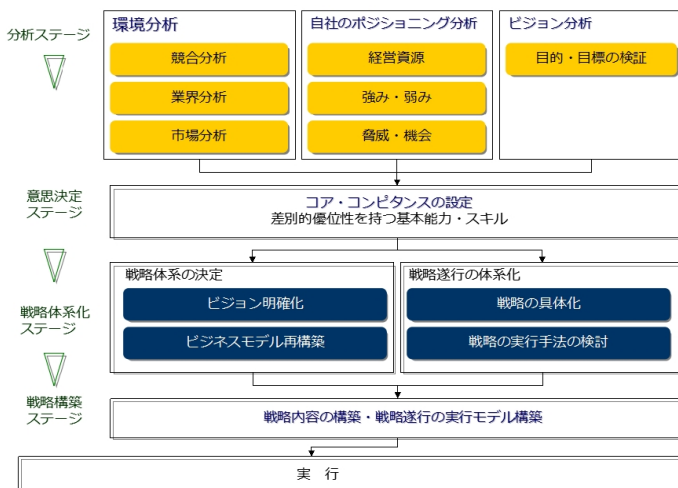 分析ステージ
環境分析
競合分析
業界分析
市場分析
自社のポジショニング分析
経営資源
強み・弱み
脅威・機会
ビジョン分析
目的・目標の検証
意思決定
ステージ
コア・コンピタンスの設定
差別的優位性を持つ基本能力・スキル
戦略体系化
ステージ
戦略体系の決定
ビジョン明確化
ビジネスモデル再構築
戦略遂行の体系化
戦略の具体化
戦略の実行手法の検討
戦略構築
ステージ
戦略内容の構築・戦略遂行の実行モデル構築
実 行